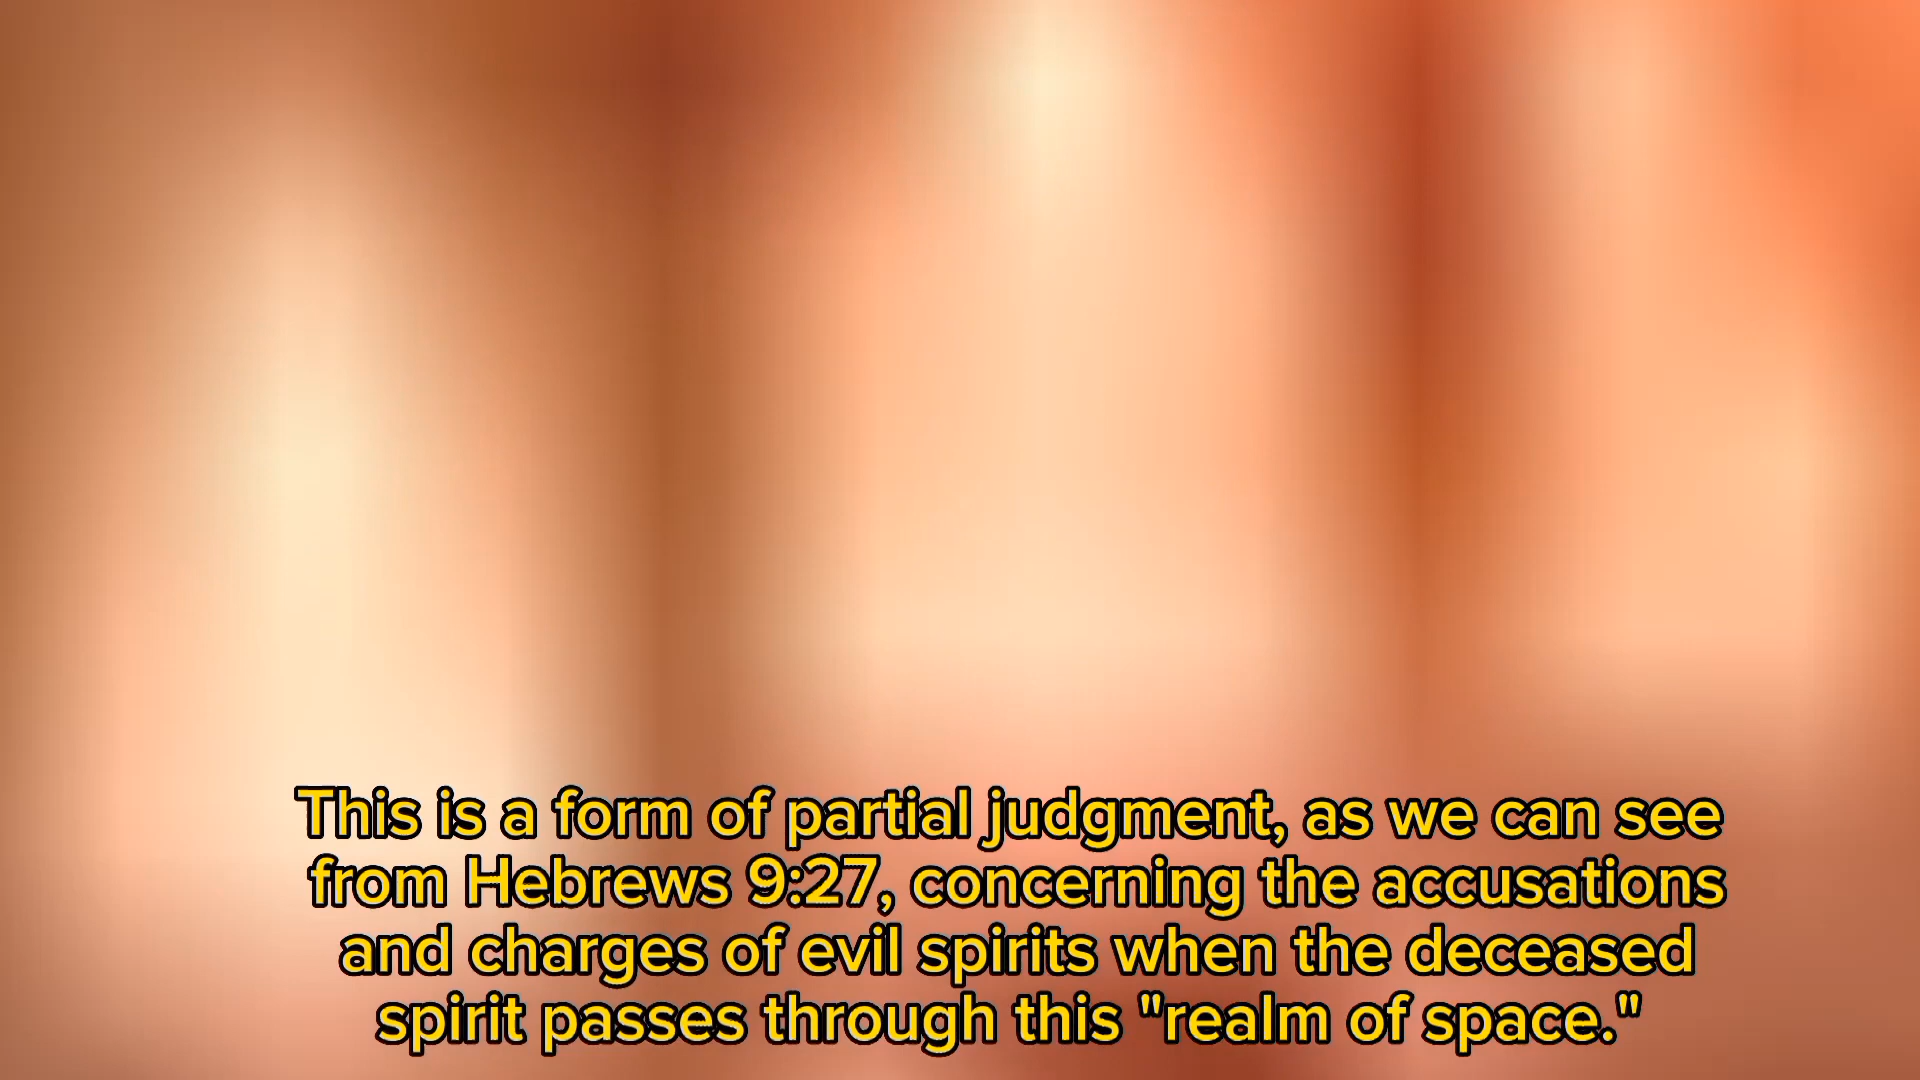 This is a form of partial judgment, as we can see
from Hebrews 9:27, concerning the accusations
and charges of evil spirits when the deceased
spirit passes through this "realm of space."